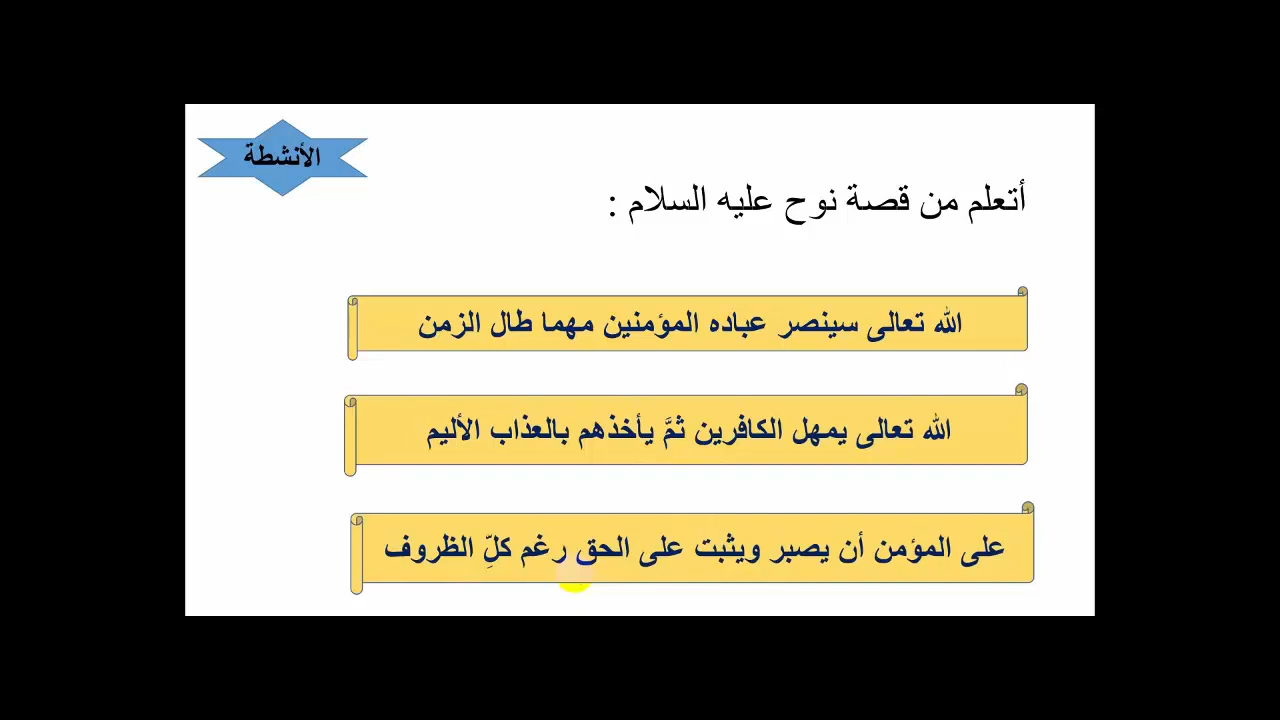 الأنشطة
أتعلم من قصة نوح عليه السلام :
الله تعالى سينصر عباده المؤمنين مهما طال الزمن
الله تعالى يمهل الكافرين ثمَّ يأخذهم بالعذاب الأليم
على المؤمن أن يصبر ويثبت على الحق رغم كلِّ الظروف